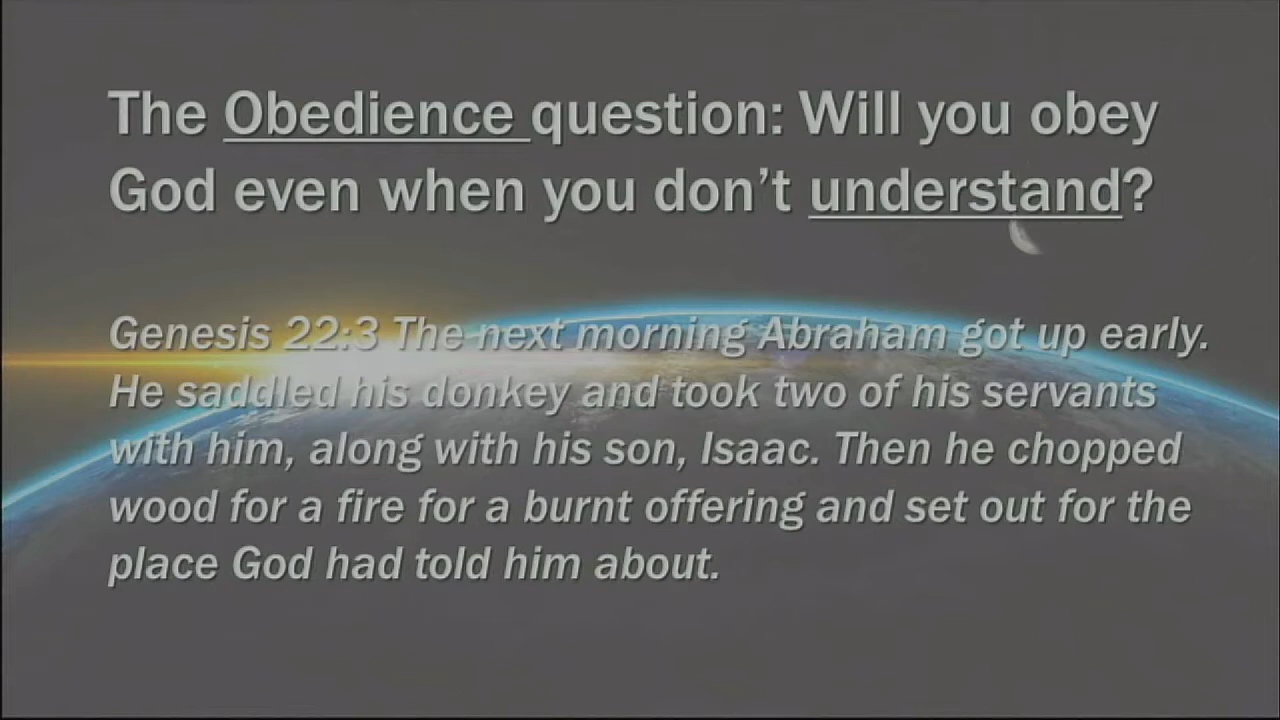 The Obedience question: Will you obey
God even when you don’t understand?
Genesis 22:3 The next morning Abraham got up early.
He saddled his donkey and took two of his servants
with him, along with his son, Isaac. Then he chopped
wood for a fire for a burnt offering and set out for the
place God had told him about.